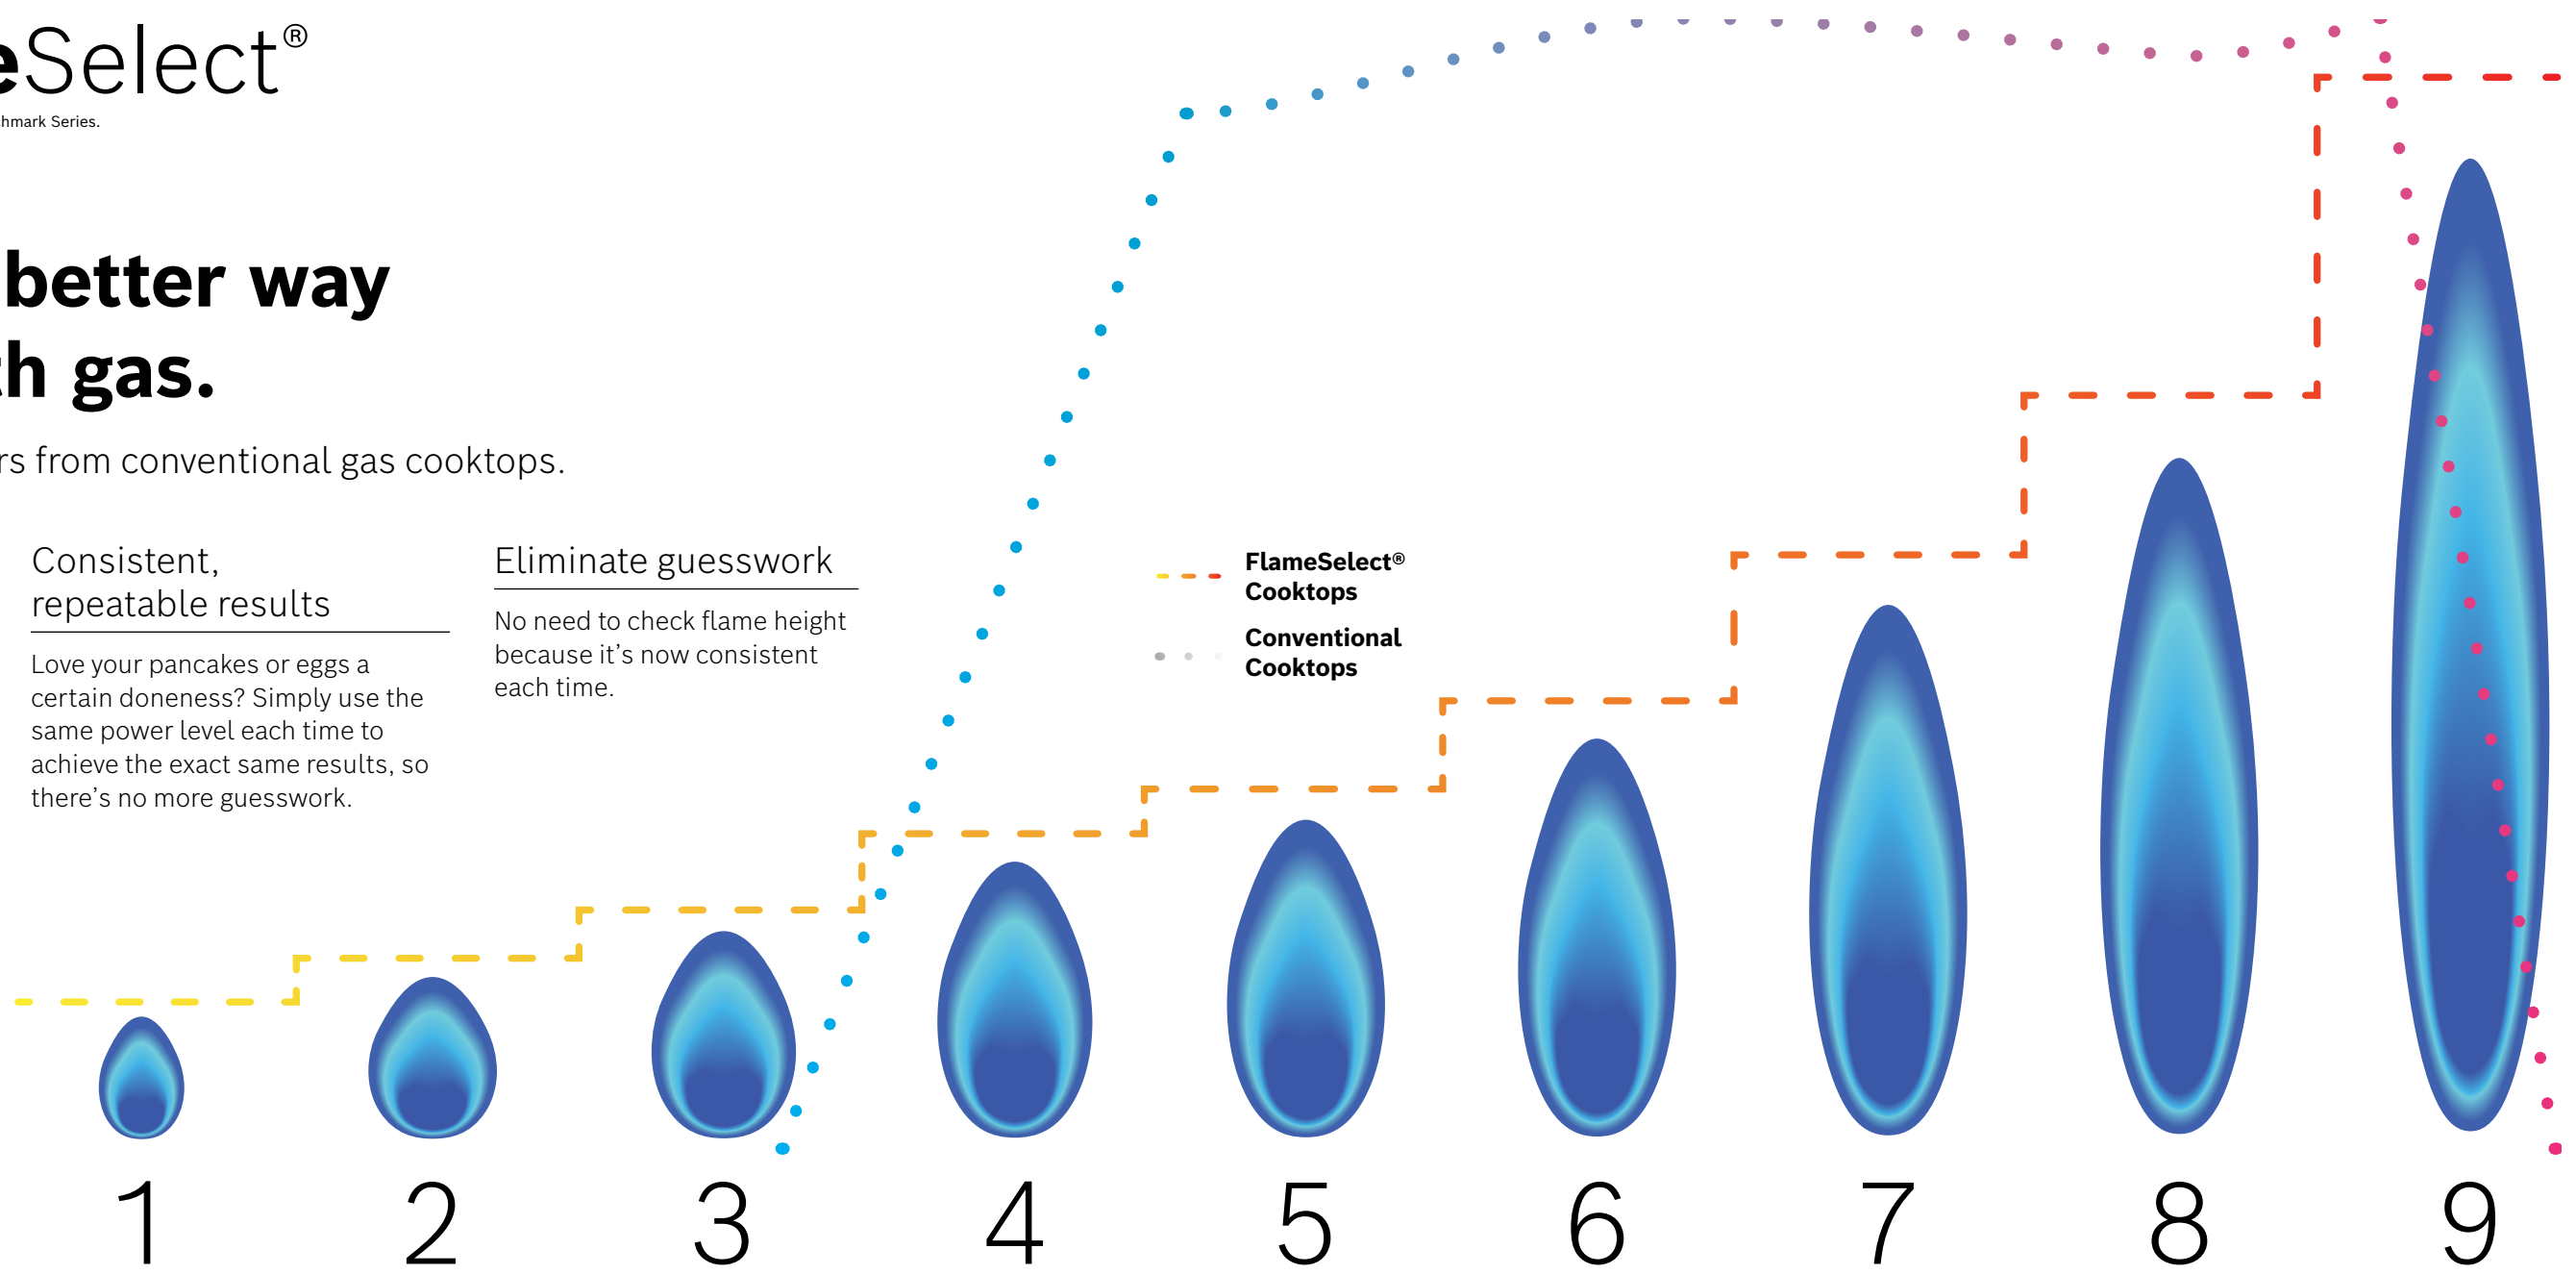 eSelect®
hmark Series.
better way
th gas.
rs from conventional gas cooktops.
Consistent,
repeatable results
Love your pancakes or eggs a
certain doneness? Simply use the
same power level each time to
achieve the exact same results, so
there’s no more guesswork.
Eliminate guesswork
No need to check flame height
because it’s now consistent
each time.
FlameSelect®
Cooktops
Conventional
Cooktops
1 2 3 4 5 6 7 8 9